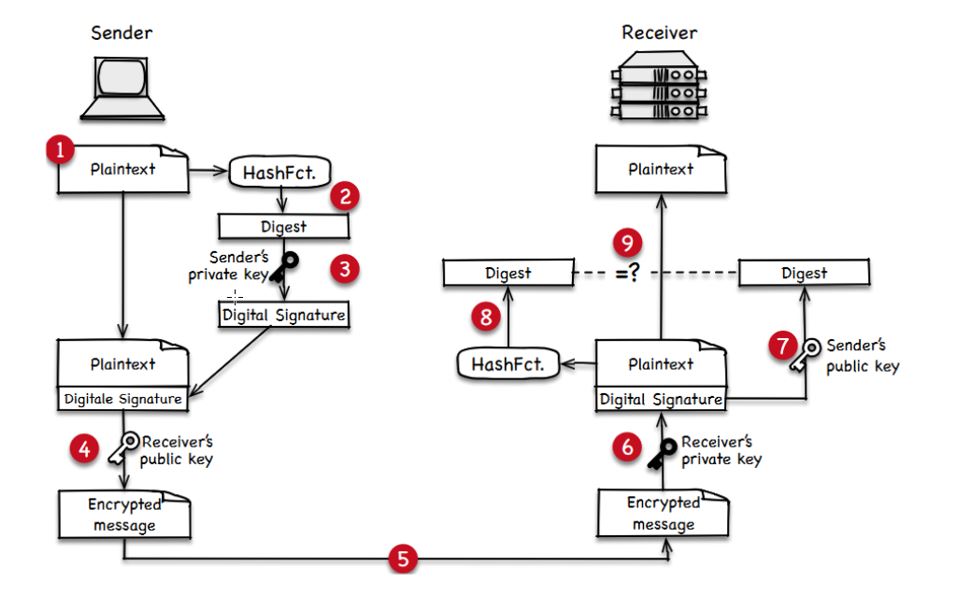 Sender
Receiver
1
Plaintext
HashFct.
Plaintext
2
Digest
9
Sender's
private key
3
Digest
=?
Digest
Digital Signature
8
7
Sender's
public key
Plaintext
HashFct.
Plaintext
Digitale Signature
Digital Signature
4
Receiver's
public key
6
Receiver's
private key
Encrypted
message
Encrypted
message
5